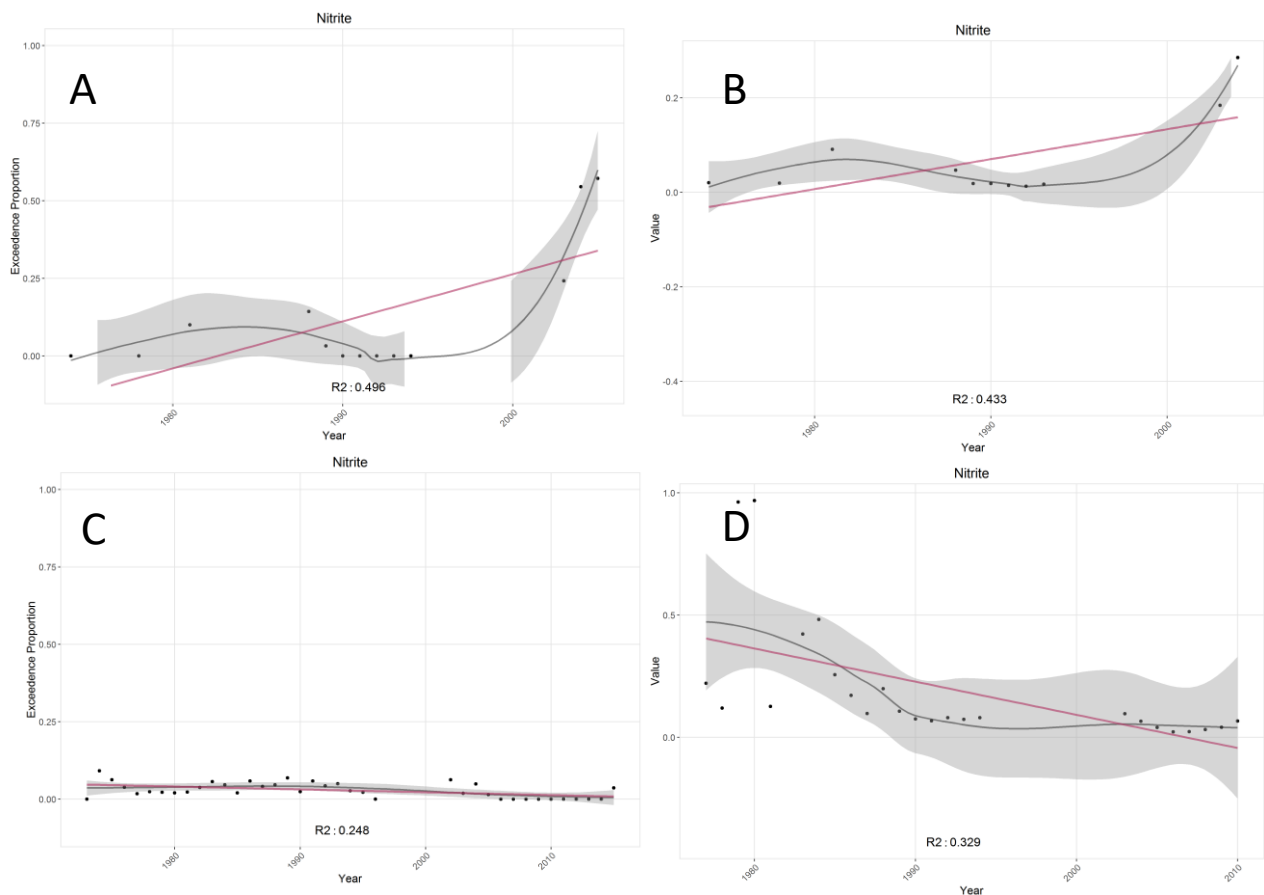 Nitrite
A
1.00
0.75
0.50
0.25
0.00
Exceedence Proportion
R2 : 0.496
1980
1990
2000
Year
Nitrite
B
0.2
0.0
-0.2
-0.4
Value
R2 : 0.433
1980
1990
2000
Year
Nitrite
C
1.00
0.75
0.50
0.25
0.00
Exceedence Proportion
R2 : 0.248
1980
1990
2000
2010
Year
Nitrite
D
1.0
0.5
0.0
Value
R2 : 0.329
1980
1990
2000
2010
Year